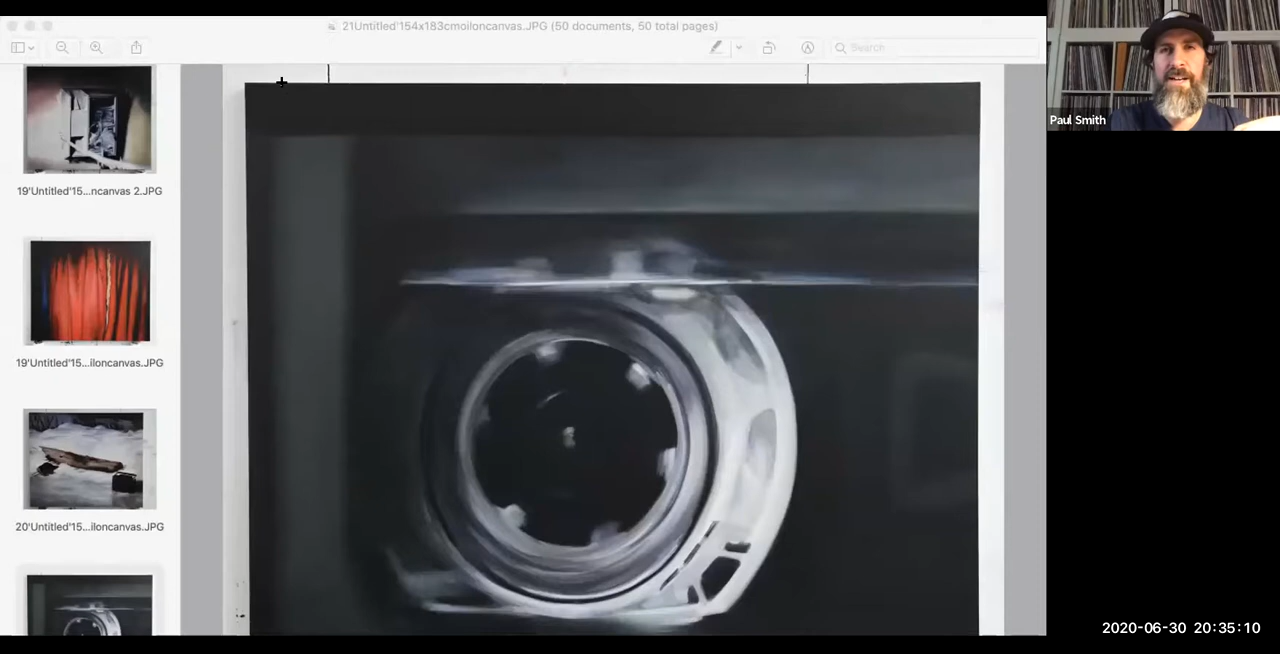 21Untitled'154x183cmoiloncanvas.JPG (50 documents, 50 total pages)
Search
Paul Smith
19'Untitled'15...ncanvas 2.JPG
19'Untitled'15...iloncanvas.JPG
20'Untitled'15...iloncanvas.JPG
2020-06-30 20:35:10